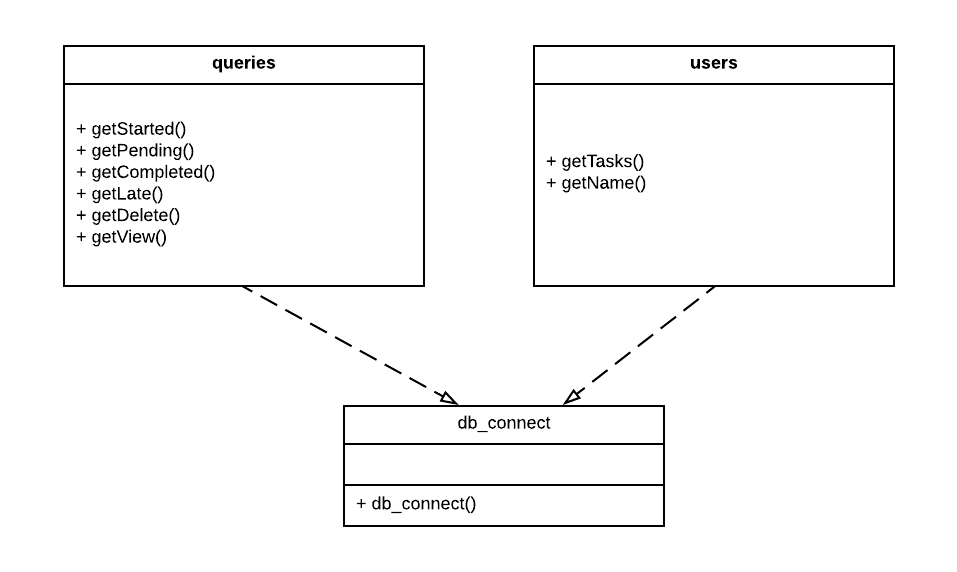 queries
+ getStarted()
+ getPending()
+ getCompleted()
+ getLate()
+ getDelete()
+ getView()
users
+ getTasks()
+ getName()
db_connect
+ db_connect()